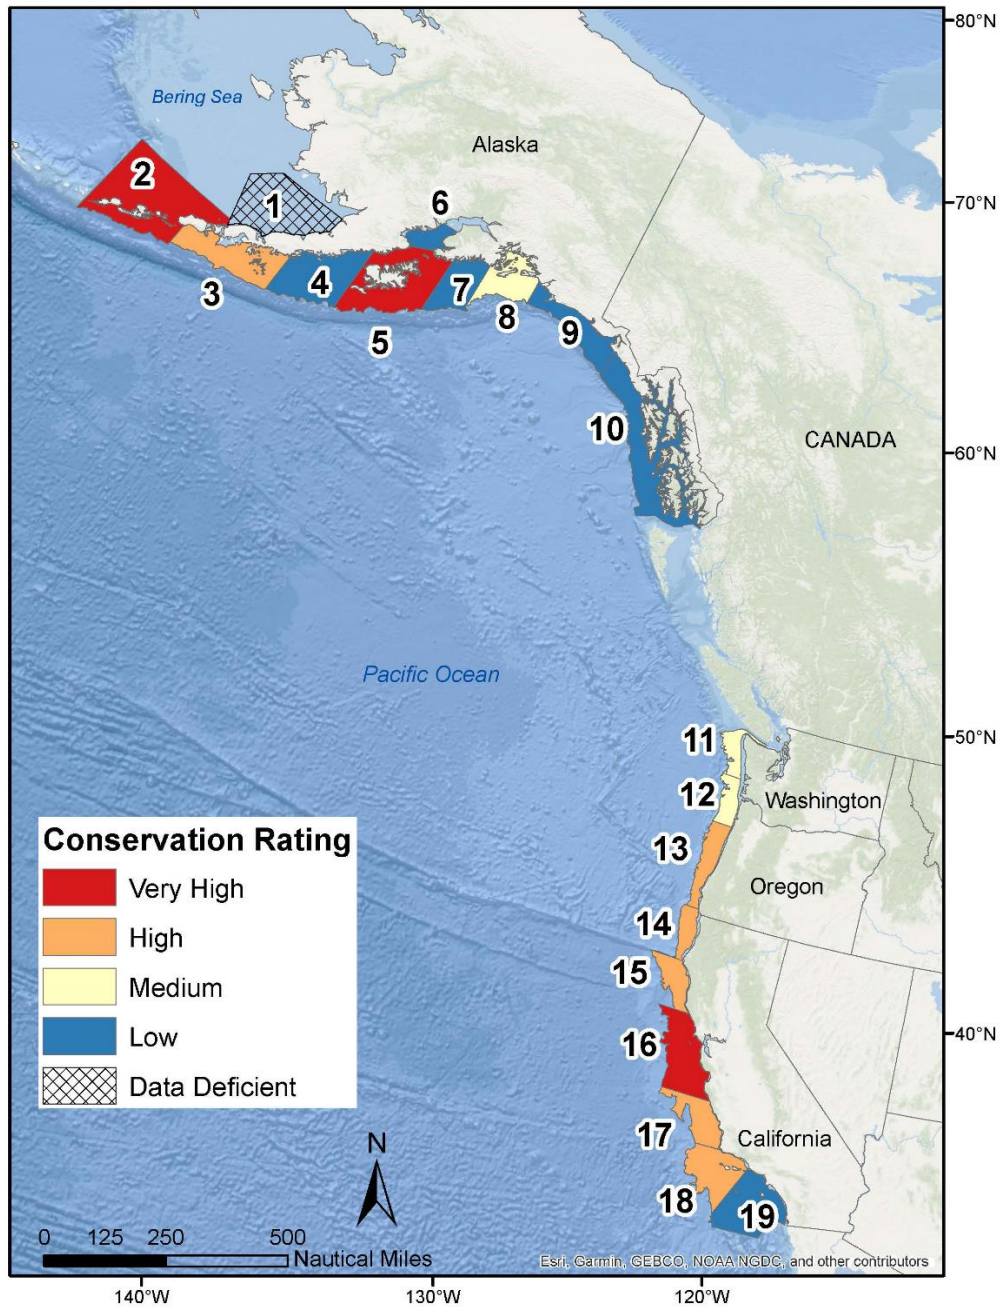 80°N
Bering Sea
Alaska
2
1
6
70°N
3
4
5
7
8
9
10
CANADA
60°N
Pacific Ocean
50°N
11
12
Washington
13
Oregon
14
15
16
40°N
17
California
18
19
Conservation Rating
Very High
High
Medium
Low
Data Deficient
N
0 125 250 500
Nautical Miles
Esri, Garmin, GEBCO, NOAA NGDC, and other contributors
140°W 130°W 120°W